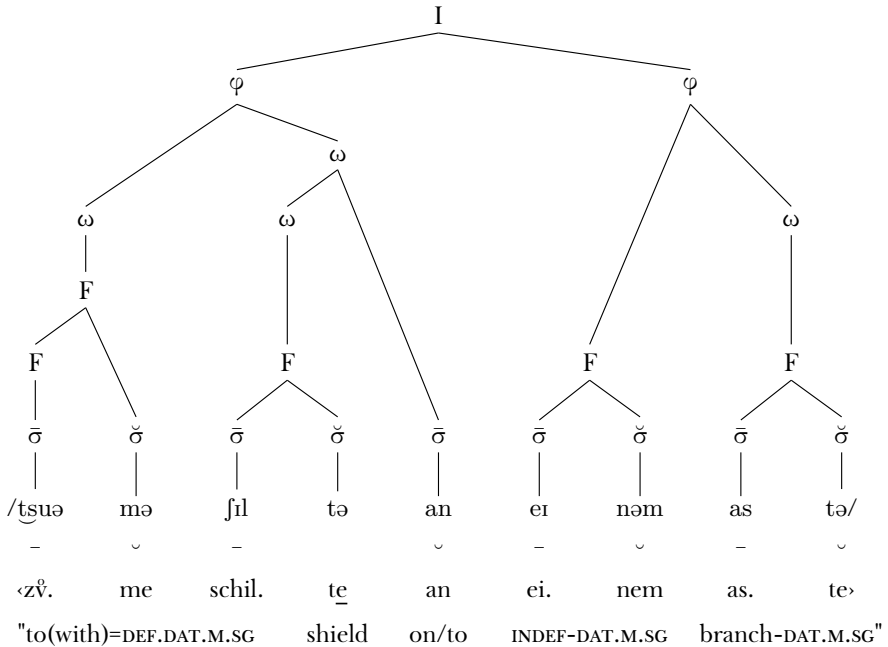 I
φ φ
ω
ω ω ω
F
F F F F
σ̄ σ̆ σ̄ σ̆ σ̄ σ̄ σ̆ σ̄ σ̆
/t͜suə mə ʃɪl tə an eɪ nəm as tə/
– ˘ – ˘ – ˘ – ˘
‹zv̊. me schil. te̲ an ei. nem as. te›
"to(with)=DEF.DAT.M.SG shield on/to INDEF-DAT.M.SG branch-DAT.M.SG"